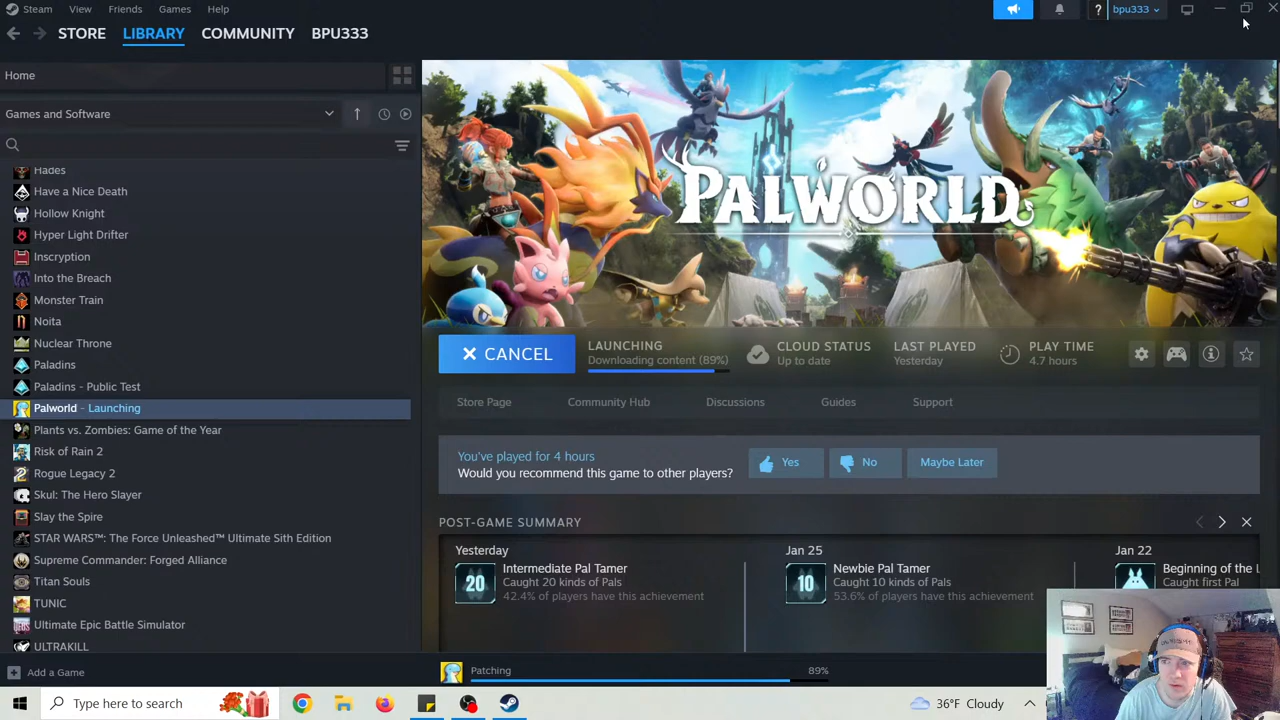 Steam View Friends Games Help
? bpu333
STORE LIBRARY COMMUNITY BPU333
Home
Games and Software
Hades
Have a Nice Death
Hollow Knight
Hyper Light Drifter
Inscryption
Into the Breach
Monster Train
Noita
Nuclear Throne
Paladins
Paladins - Public Test
Palworld - Launching
Plants vs. Zombies: Game of the Year
Risk of Rain 2
Rogue Legacy 2
Skul: The Hero Slayer
Slay the Spire
STAR WARS™: The Force Unleashed™ Ultimate Sith Edition
Supreme Commander: Forged Alliance
Titan Souls
TUNIC
Ultimate Epic Battle Simulator
ULTRAKILL
Add a Game
PALWORLD
CANCEL
LAUNCHING
Downloading content (89%)
CLOUD STATUS
Up to date
LAST PLAYED
Yesterday
PLAY TIME
4.7 hours
Store Page Community Hub Discussions Guides Support
You've played for 4 hours
Would you recommend this game to other players?
Yes No Maybe Later
POST-GAME SUMMARY
Yesterday
20
Intermediate Pal Tamer
Caught 20 kinds of Pals
42.4% of players have this achievement
Jan 25
10
Newbie Pal Tamer
Caught 10 kinds of Pals
53.6% of players have this achievement
Jan 22
Beginning of the L
Caught first Pal
Patching 89%
Type here to search
36°F Cloudy